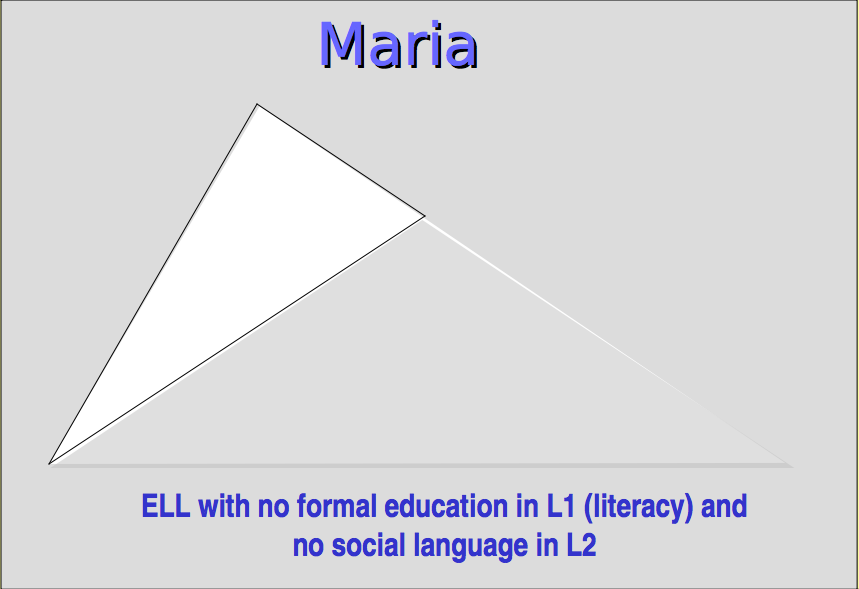 Maria
ELL with no formal education in L1 (literacy) and
no social language in L2